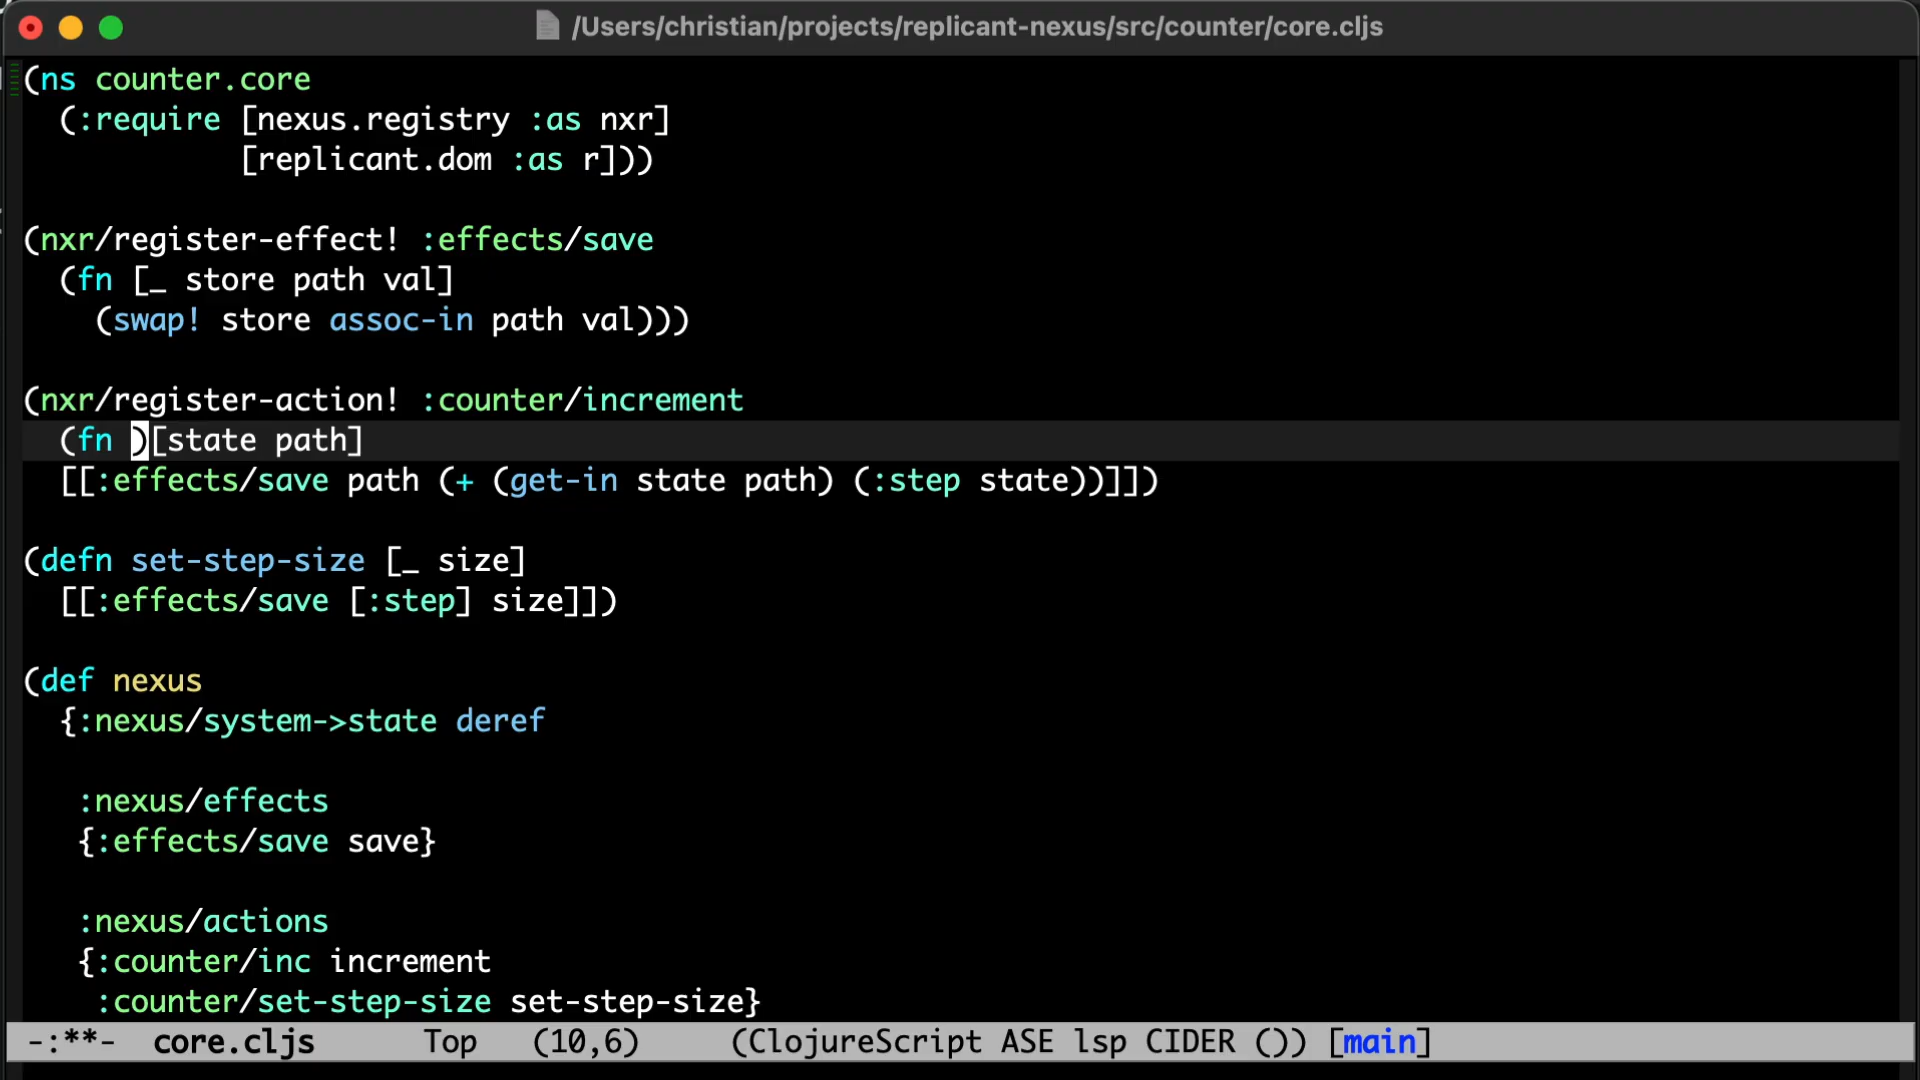 /Users/christian/projects/replicant-nexus/src/counter/core.cljs
(ns counter.core
  (:require [nexus.registry :as nxr]
            [replicant.dom :as r]))

(nxr/register-effect! :effects/save
  (fn [_ store path val]
    (swap! store assoc-in path val)))

(nxr/register-action! :counter/increment
  (fn )[state path]
  [[:effects/save path (+ (get-in state path) (:step state))]])

(defn set-step-size [_ size]
  [[:effects/save [:step] size]])

(def nexus
  {:nexus/system->state deref

   :nexus/effects
   {:effects/save save}

   :nexus/actions
   {:counter/inc increment
    :counter/set-step-size set-step-size}
-:**-  core.cljs      Top   (10,6)     (ClojureScript ASE lsp CIDER ()) [main]